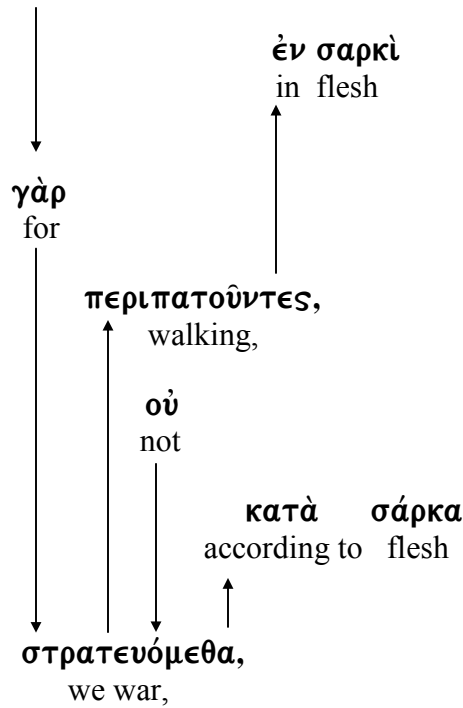 ἐν σαρκὶ
in flesh
γὰρ
for
περιπατοῦντες,
walking,
οὐ
not
κατὰ σάρκα
according to flesh
στρατευόμεθα,
we war,